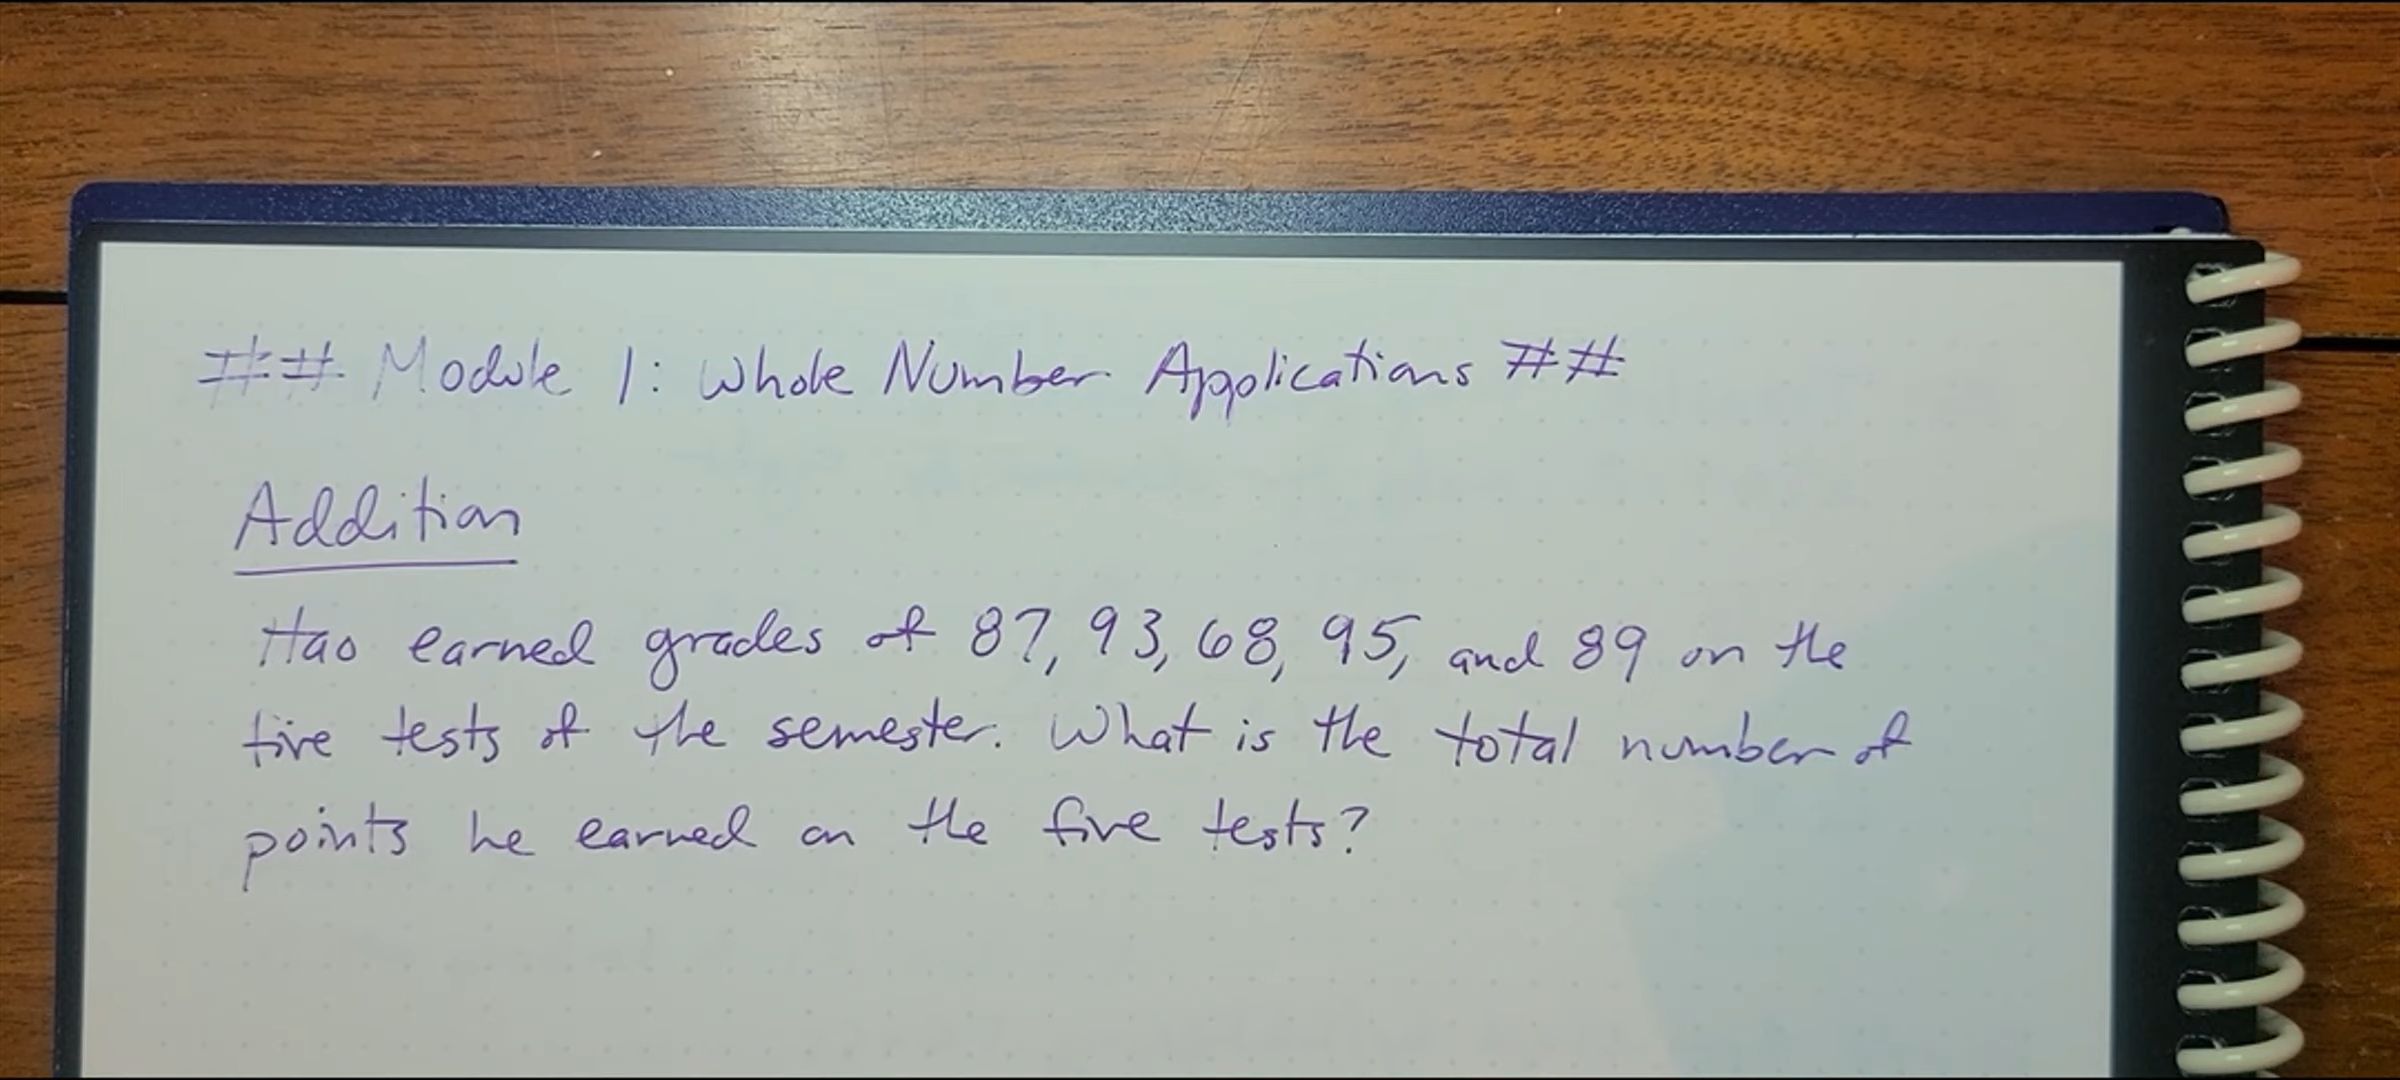 ## Module 1: Whole Number Applications ##
Addition
Hao earned grades of 87, 93, 68, 95, and 89 on the
five tests of the semester. What is the total number of
points he earned on the five tests?